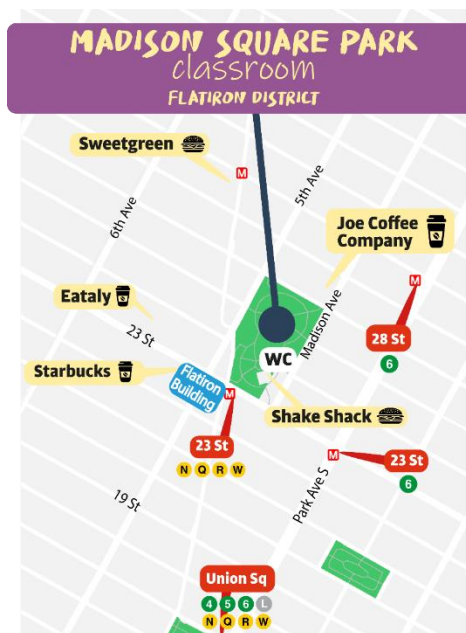 MADISON SQUARE PARK
classroom
FLATIRON DISTRICT
Sweetgreen
M
5th Ave
6th Ave
Joe Coffee
Company
M
Eataly
Madison Ave
23 St
28 St
6
WC
Starbucks
Flatiron
Building
M
Shake Shack
23 St
N Q R W
M
23 St
6
19 St
Park Ave S
Union Sq
4 5 6 L
N Q R W